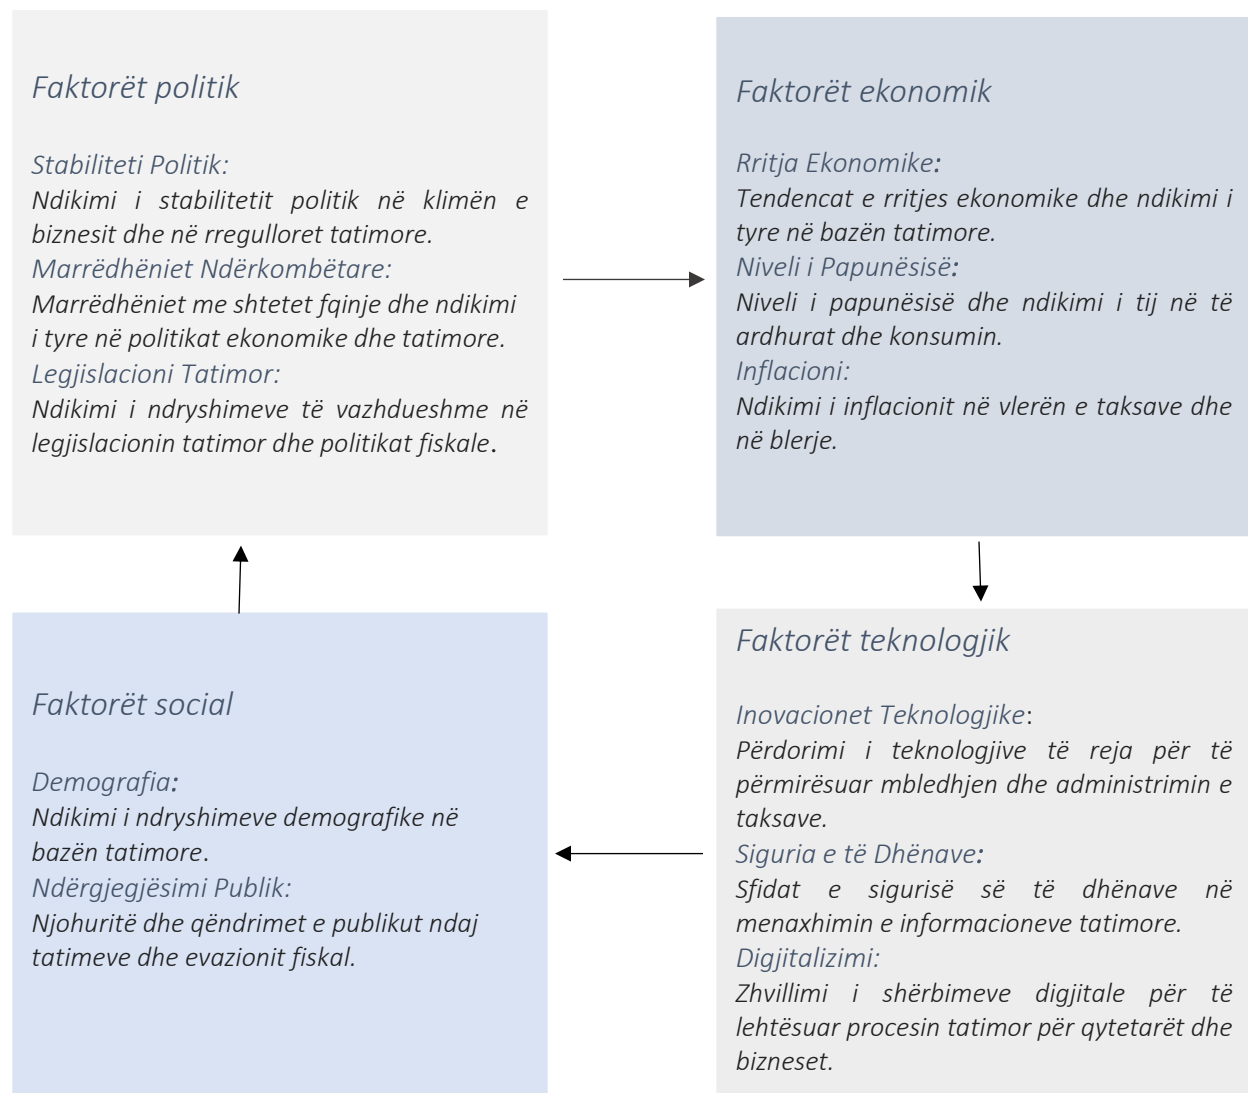 Faktorët politik
Stabiliteti Politik:
Ndikimi i stabilitetit politik në klimën e
biznesit dhe në rregulloret tatimore.
Marrëdhëniet Ndërkombëtare:
Marrëdhëniet me shtetet fqinje dhe ndikimi
i tyre në politikat ekonomike dhe tatimore.
Legjislacioni Tatimor:
Ndikimi i ndryshimeve të vazhdueshme në
legjislacionin tatimor dhe politikat fiskale.
Faktorët ekonomik
Rritja Ekonomike:
Tendencat e rritjes ekonomike dhe ndikimi i
tyre në bazën tatimore.
Niveli i Papunësisë:
Niveli i papunësisë dhe ndikimi i tij në të
ardhurat dhe konsumin.
Inflacioni:
Ndikimi i inflacionit në vlerën e taksave dhe
në blerje.
Faktorët social
Demografia:
Ndikimi i ndryshimeve demografike në
bazën tatimore.
Ndërgjegjësimi Publik:
Njohuritë dhe qëndrimet e publikut ndaj
tatimeve dhe evazionit fiskal.
Faktorët teknologjik
Inovacionet Teknologjike:
Përdorimi i teknologjive të reja për të
përmirësuar mbledhjen dhe administrimin e
taksave.
Siguria e të Dhënave:
Sfidat e sigurisë së të dhënave në
menaxhimin e informacioneve tatimore.
Digjitalizimi:
Zhvillimi i shërbimeve digjitale për të
lehtësuar procesin tatimor për qytetarët dhe
bizneset.